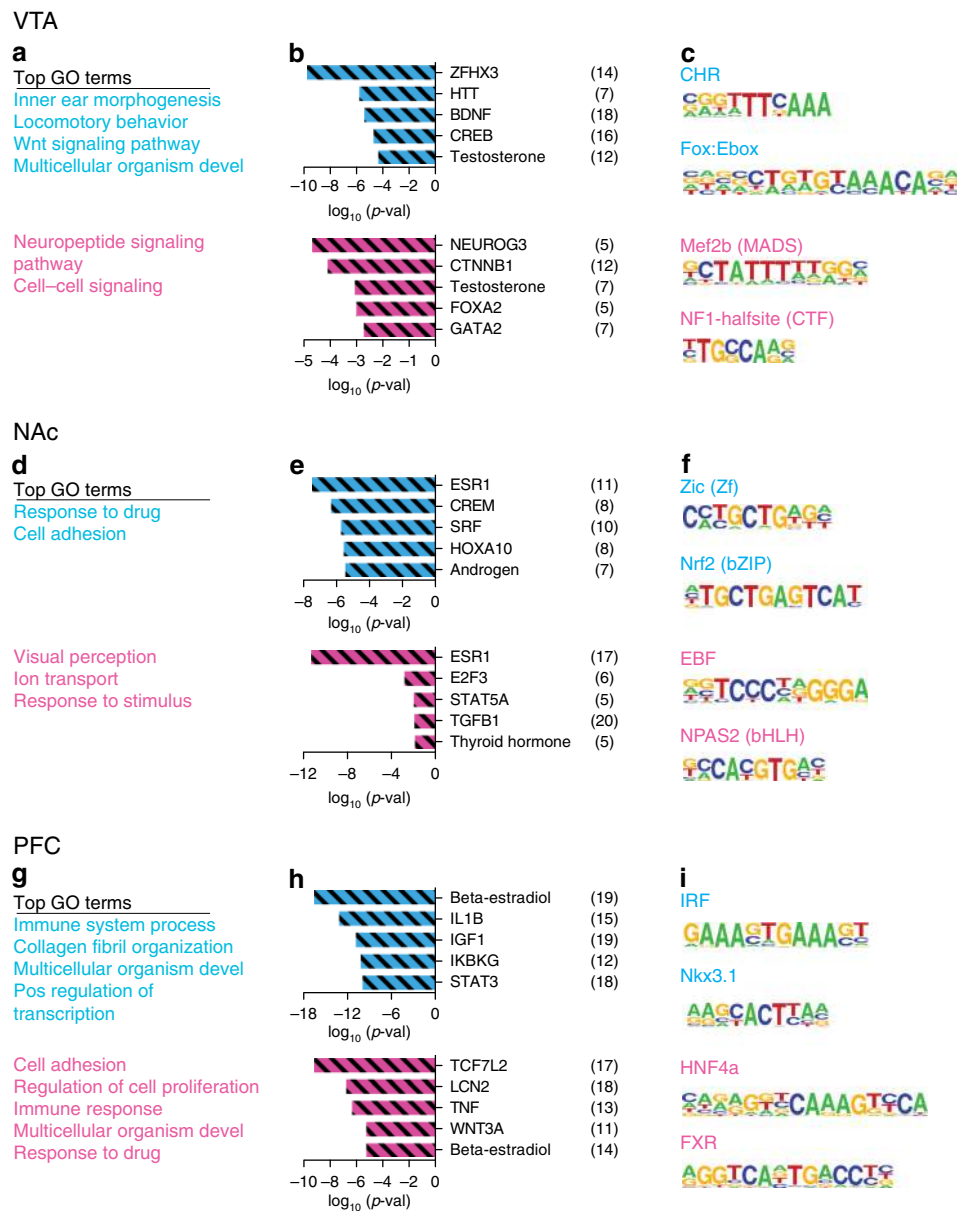 VTA
a
Top GO terms
Inner ear morphogenesis
Locomotory behavior
Wnt signaling pathway
Multicellular organism devel
Neuropeptide signaling
pathway
Cell–cell signaling
b
ZFHX3 (14)
HTT (7)
BDNF (18)
CREB (16)
Testosterone (12)
−10 −8 −6 −4 −2 0
log10 (p-val)
NEUROG3 (5)
CTNNB1 (12)
Testosterone (7)
FOXA2 (5)
GATA2 (7)
−5 −4 −3 −2 −1 0
log10 (p-val)
c
CHR
Fox:Ebox
Mef2b (MADS)
NF1-halfsite (CTF)
NAc
d
Top GO terms
Response to drug
Cell adhesion
Visual perception
Ion transport
Response to stimulus
e
ESR1 (11)
CREM (8)
SRF (10)
HOXA10 (8)
Androgen (7)
−8 −6 −4 −2 0
log10 (p-val)
ESR1 (17)
E2F3 (6)
STAT5A (5)
TGFB1 (20)
Thyroid hormone (5)
−12 −8 −4 0
log10 (p-val)
f
Zic (Zf)
Nrf2 (bZIP)
EBF
NPAS2 (bHLH)
PFC
g
Top GO terms
Immune system process
Collagen fibril organization
Multicellular organism devel
Pos regulation of
transcription
Cell adhesion
Regulation of cell proliferation
Immune response
Multicellular organism devel
Response to drug
h
Beta-estradiol (19)
IL1B (15)
IGF1 (19)
IKBKG (12)
STAT3 (18)
−18 −12 −6 0
log10 (p-val)
TCF7L2 (17)
LCN2 (18)
TNF (13)
WNT3A (11)
Beta-estradiol (14)
−10 −8 −6 −4 −2 0
log10 (p-val)
i
IRF
Nkx3.1
HNF4a
FXR